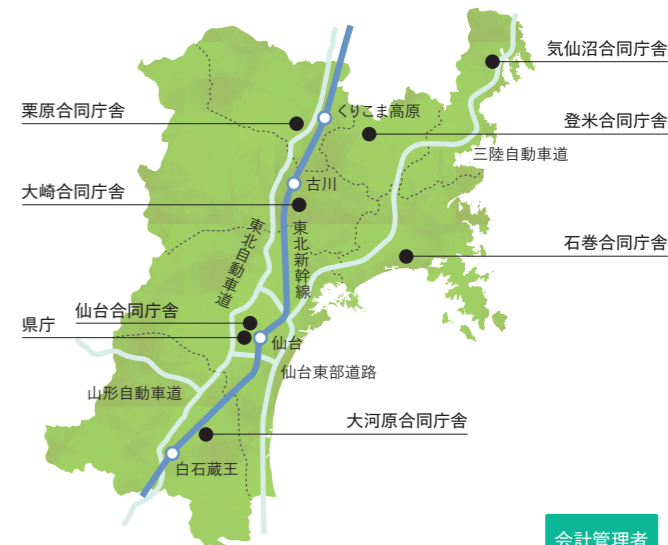 気仙沼合同庁舎
栗原合同庁舎
くりこま高原
登米合同庁舎
三陸自動車道
大崎合同庁舎
古川
東北自動車道
東北新幹線
石巻合同庁舎
仙台合同庁舎
県庁
仙台
仙台東部道路
山形自動車道
大河原合同庁舎
白石蔵王
会計管理者